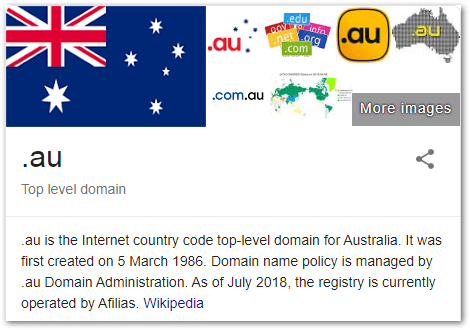 .au
.edu
.gov
info
.net
.org
.com
.au
.au
.com.au
More images
.au
Top level domain
.au is the Internet country code top-level domain for Australia. It was
first created on 5 March 1986. Domain name policy is managed by
.au Domain Administration. As of July 2018, the registry is currently
operated by Afilias. Wikipedia